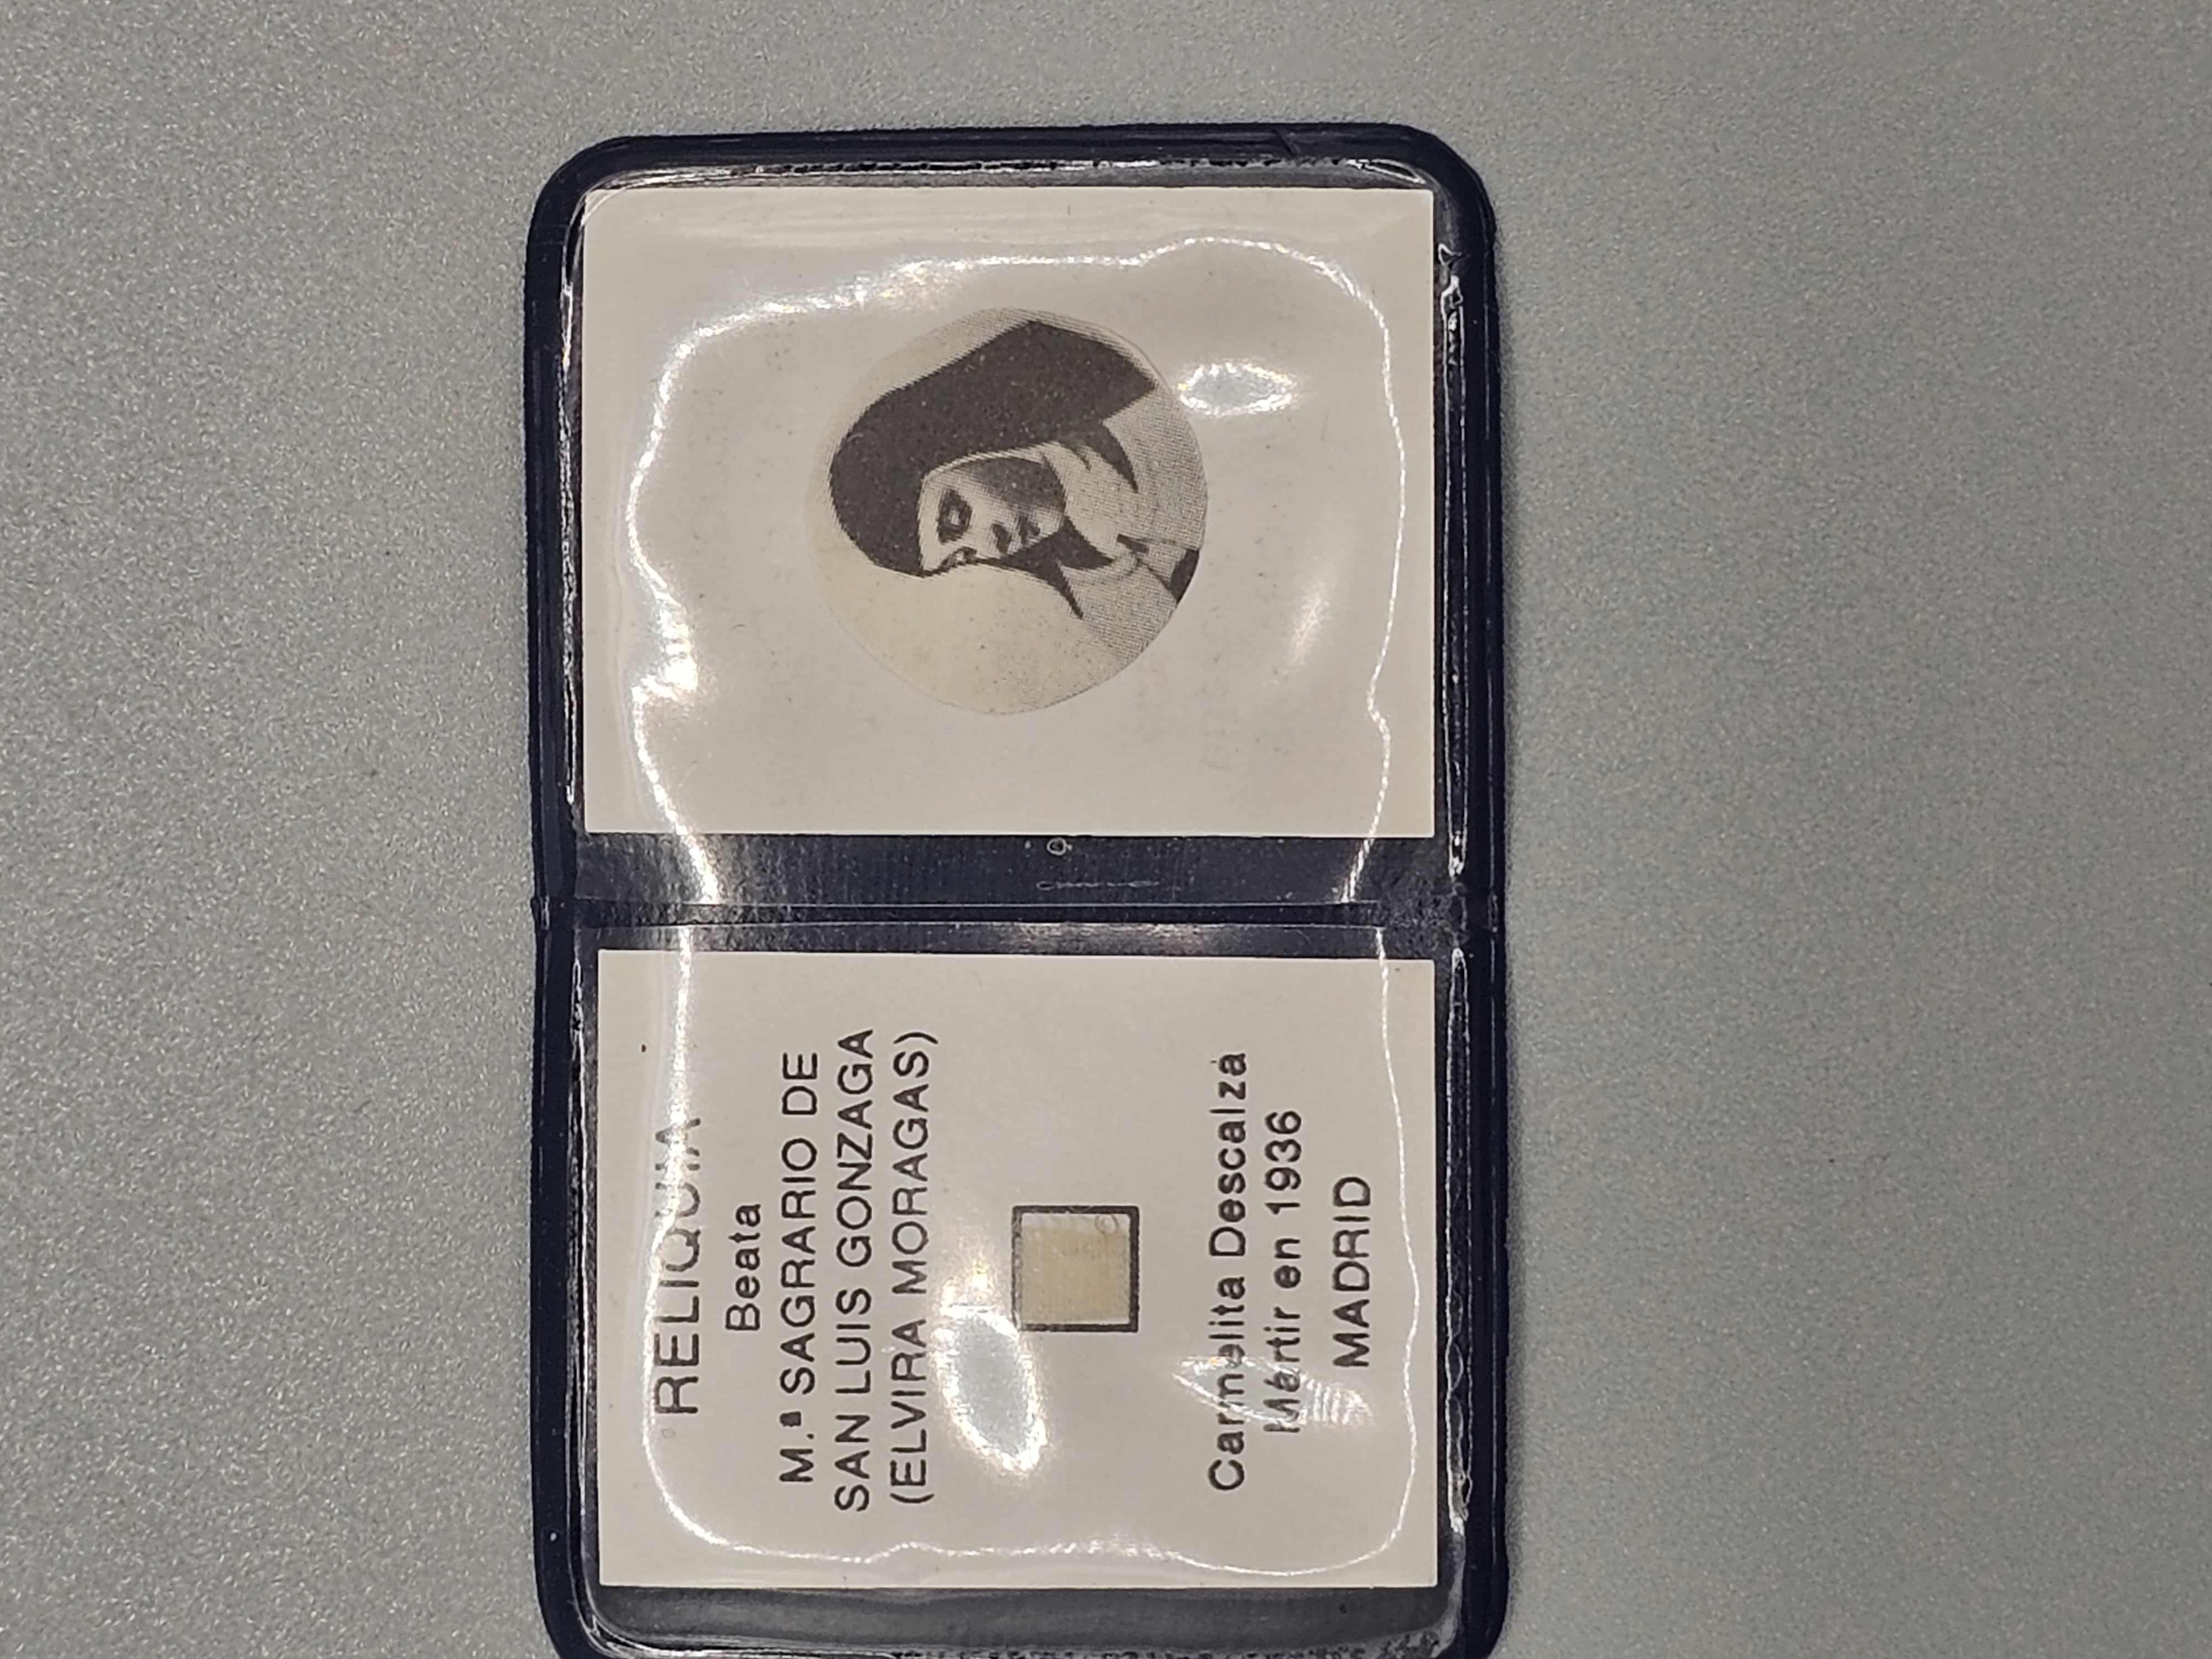 RELIQUIA
Beata
M.ª SAGRARIO DE
SAN LUIS GONZAGA
(ELVIRA MORAGAS)
Carmelita Descalza
Mártir en 1936
MADRID